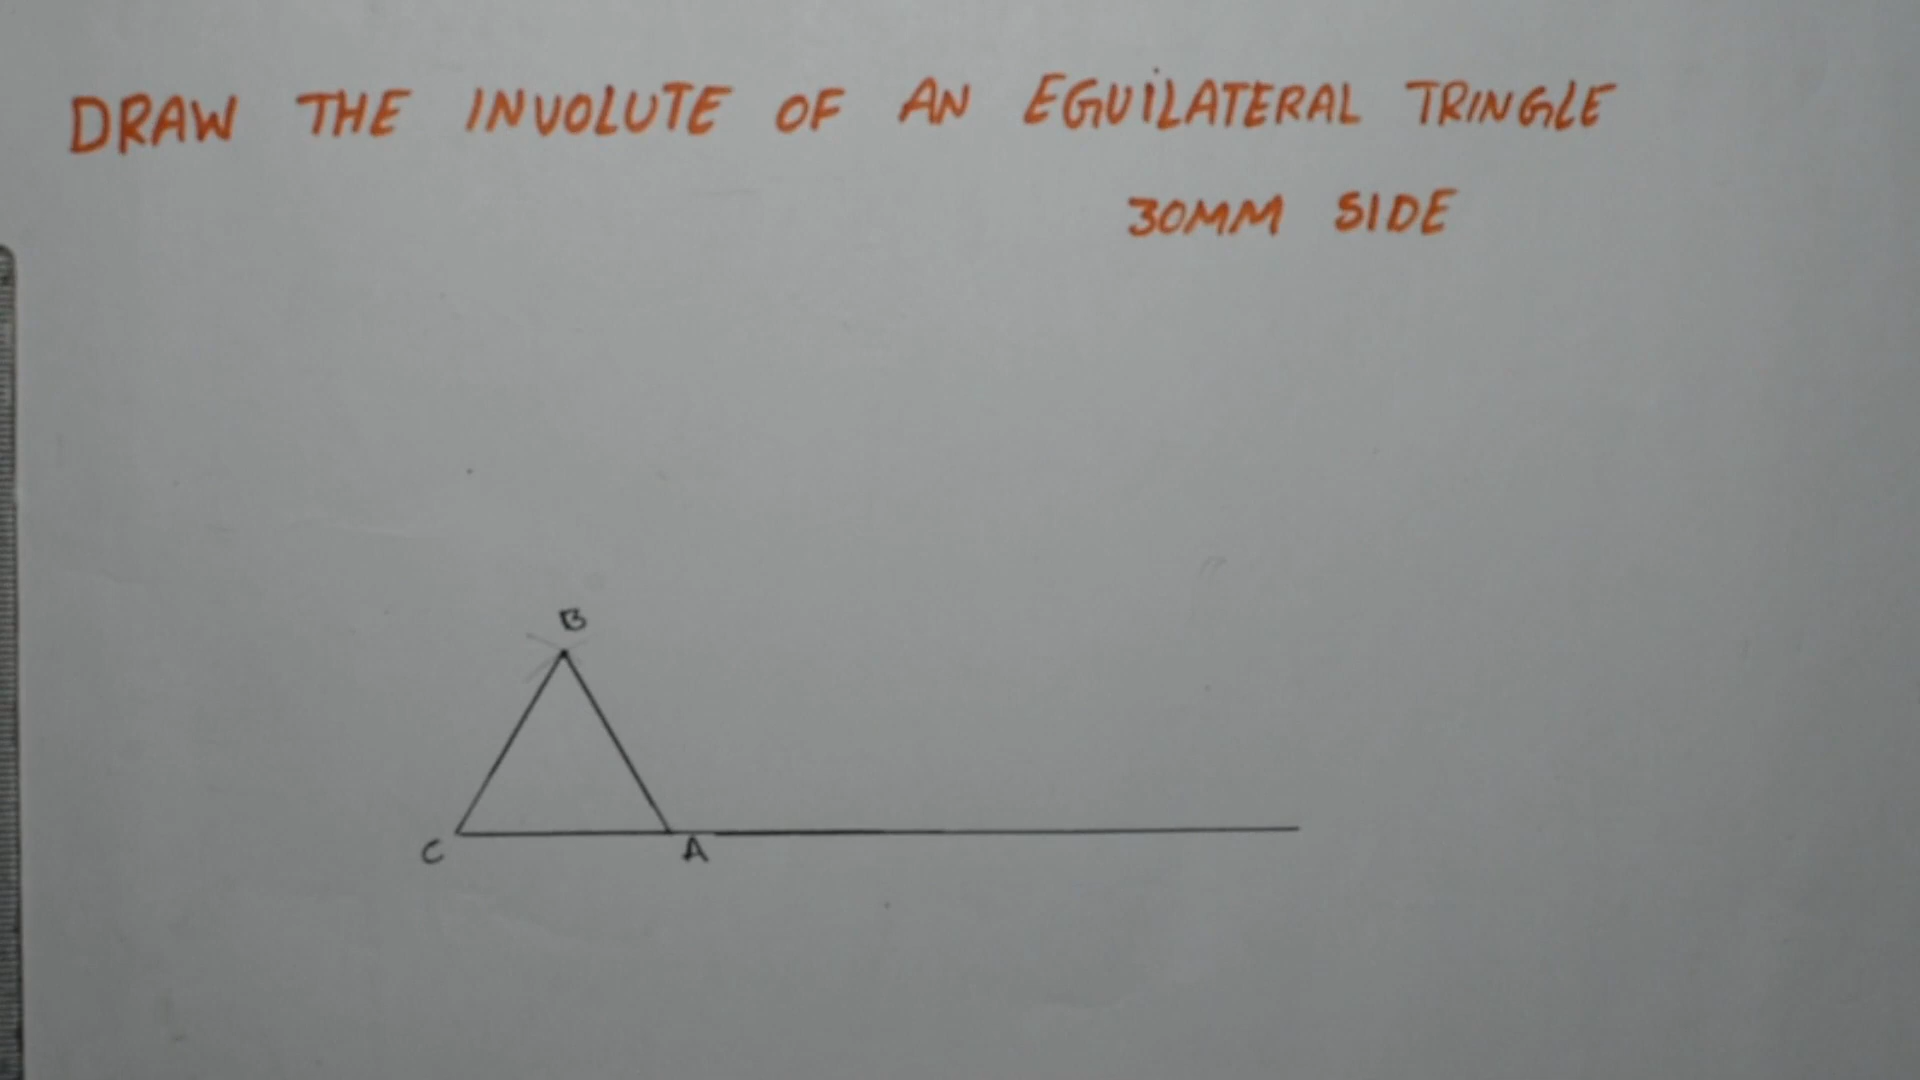 DRAW THE INVOLUTE OF AN EGUILATERAL TRINGLE
30MM SIDE
B
C
A